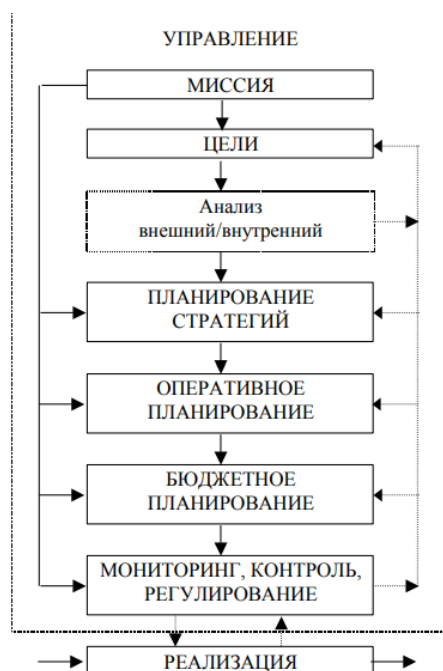 УПРАВЛЕНИЕ
МИССИЯ
ЦЕЛИ
Анализ
внешний/внутренний
ПЛАНИРОВАНИЕ
СТРАТЕГИЙ
ОПЕРАТИВНОЕ
ПЛАНИРОВАНИЕ
БЮДЖЕТНОЕ
ПЛАНИРОВАНИЕ
МОНИТОРИНГ, КОНТРОЛЬ,
РЕГУЛИРОВАНИЕ
РЕАЛИЗАЦИЯ